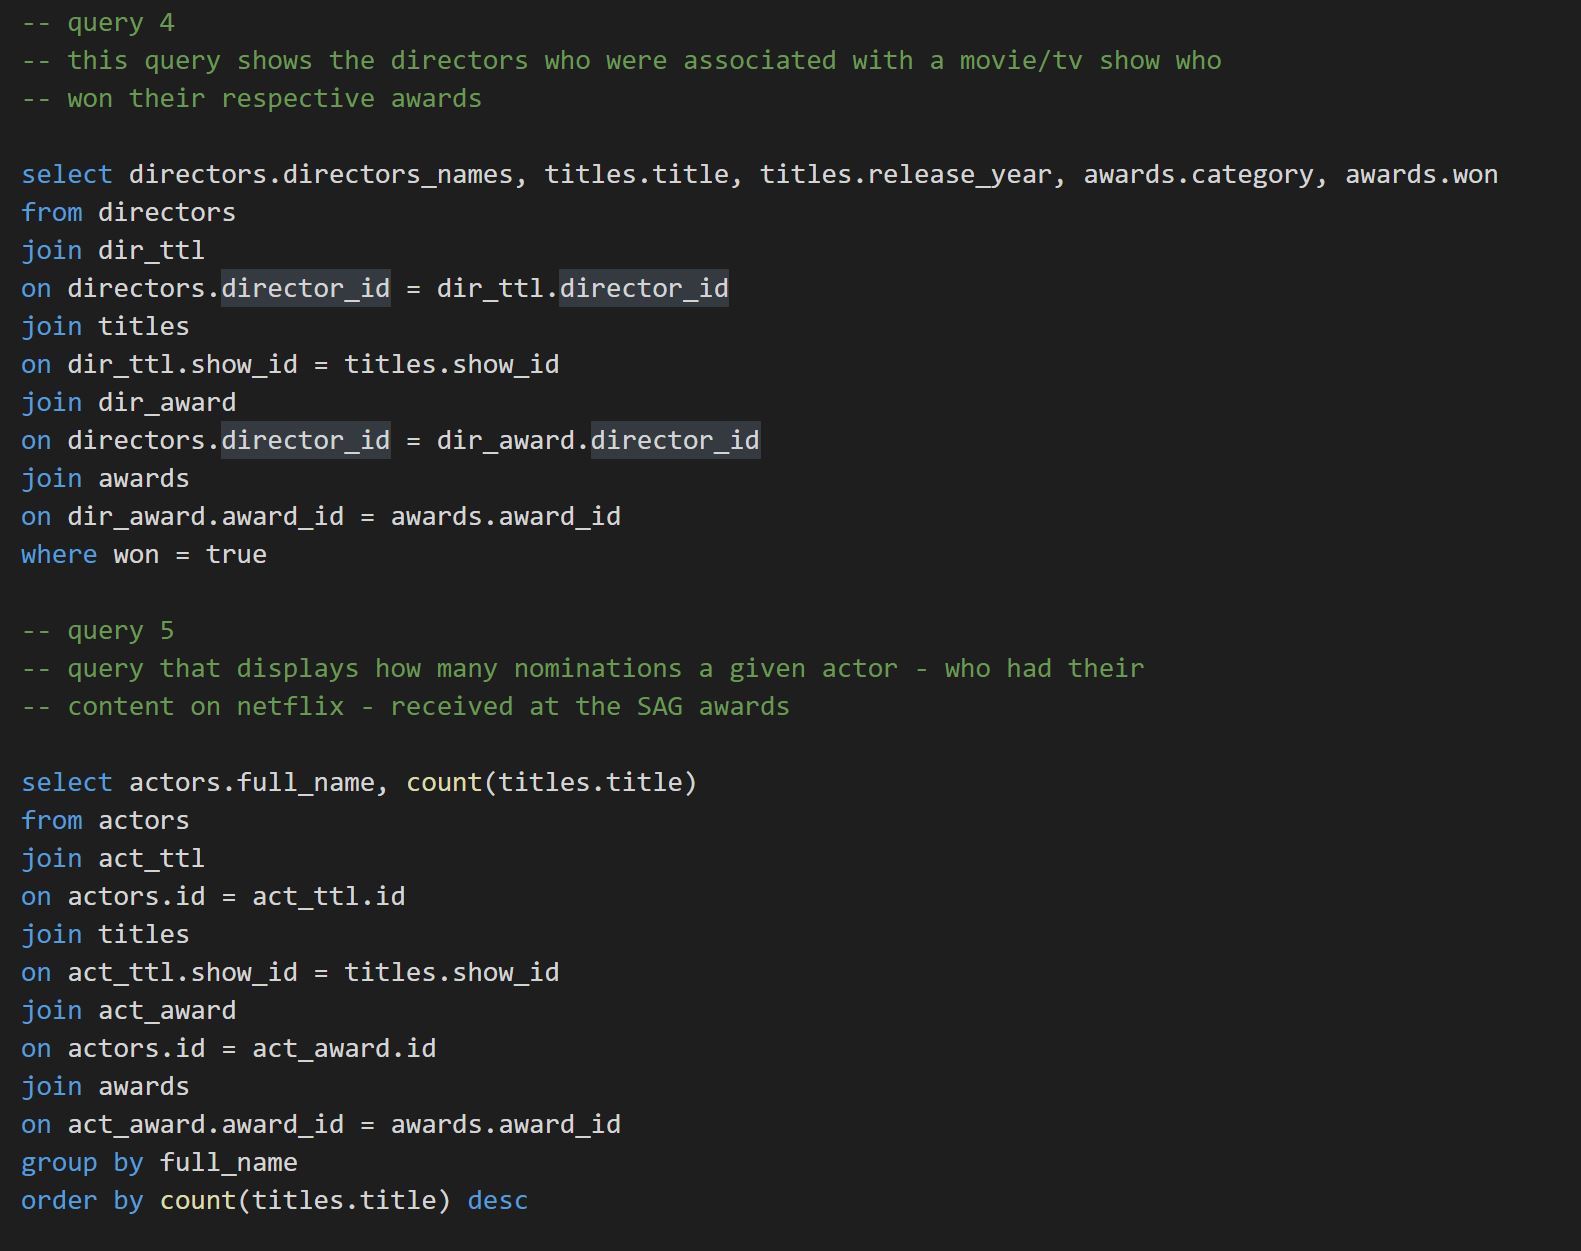 -- query 4
-- this query shows the directors who were associated with a movie/tv show who
-- won their respective awards
select directors.directors_names, titles.title, titles.release_year, awards.category, awards.won
from directors
join dir_ttl
on directors.director_id = dir_ttl.director_id
join titles
on dir_ttl.show_id = titles.show_id
join dir_award
on directors.director_id = dir_award.director_id
join awards
on dir_award.award_id = awards.award_id
where won = true
-- query 5
-- query that displays how many nominations a given actor - who had their
-- content on netflix - received at the SAG awards
select actors.full_name, count(titles.title)
from actors
join act_ttl
on actors.id = act_ttl.id
join titles
on act_ttl.show_id = titles.show_id
join act_award
on actors.id = act_award.id
join awards
on act_award.award_id = awards.award_id
group by full_name
order by count(titles.title) desc